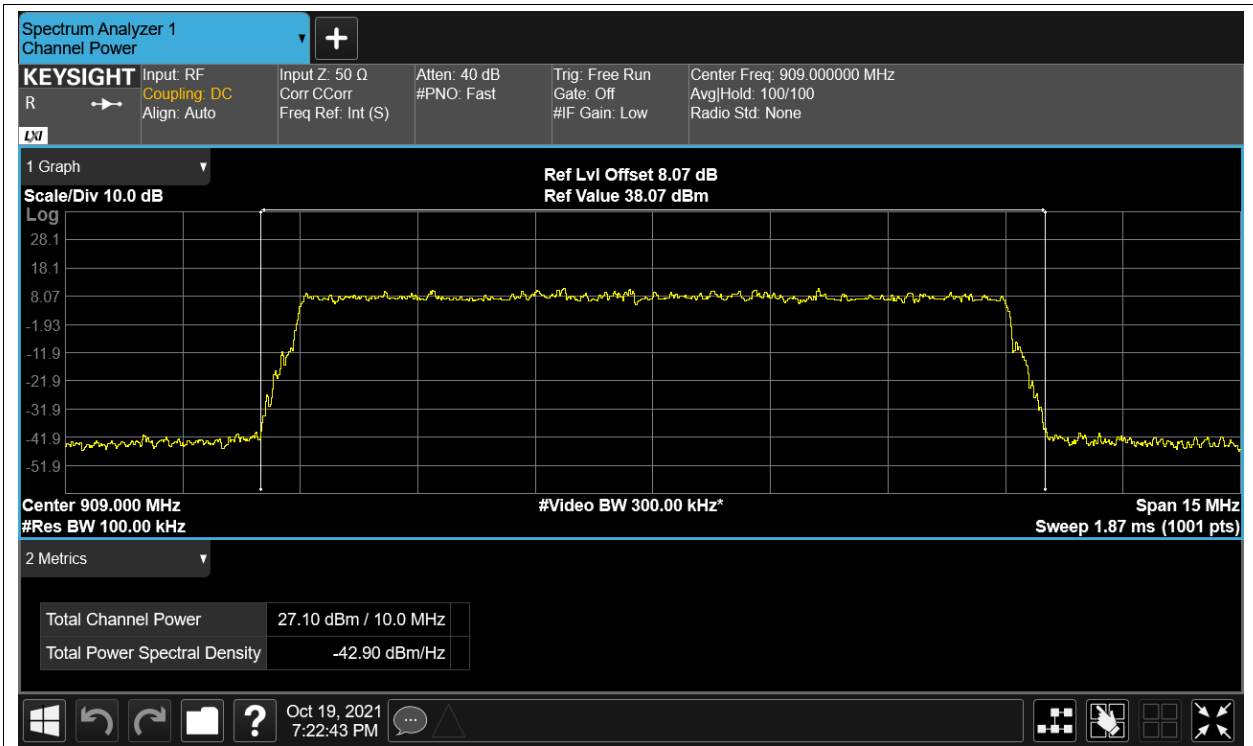 Spectrum Analyzer 1
Channel Power
KEYSIGHT
R
LXI
Input: RF
Coupling: DC
Align: Auto
Input Z: 50 Ω
Corr CCorr
Freq Ref: Int (S)
Atten: 40 dB
#PNO: Fast
Trig: Free Run
Gate: Off
#IF Gain: Low
Center Freq: 909.000000 MHz
Avg|Hold: 100/100
Radio Std: None
1 Graph
Scale/Div 10.0 dB
Ref Lvl Offset 8.07 dB
Ref Value 38.07 dBm
Log
28.1
18.1
8.07
-1.93
-11.9
-21.9
-31.9
-41.9
-51.9
Center 909.000 MHz
#Res BW 100.00 kHz
#Video BW 300.00 kHz*
Span 15 MHz
Sweep 1.87 ms (1001 pts)
2 Metrics
Total Channel Power 27.10 dBm / 10.0 MHz
Total Power Spectral Density -42.90 dBm/Hz
?
Oct 19, 2021
7:22:43 PM